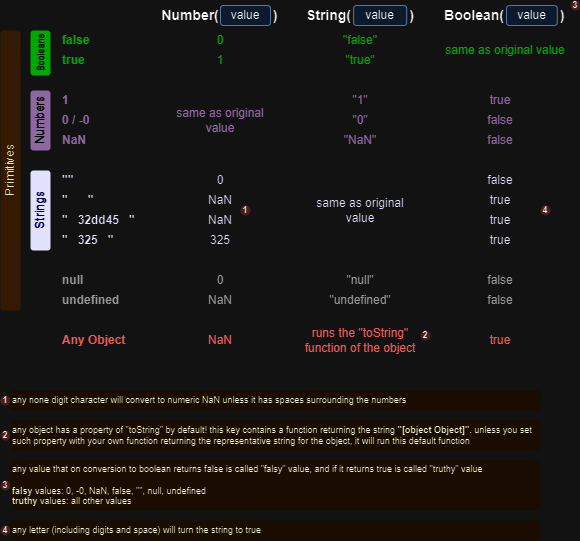 Number( value ) String( value ) Boolean( value ) 3
Primitives
Booleans
false 0 "false"
true 1 "true"
same as original value
Numbers
1 "1" true
0 / -0 "0" false
NaN "NaN" false
same as original
value
Strings
"" 0 false
" " NaN true
" 32dd45 " NaN 1 true 4
" 325 " 325 true
same as original
value
null 0 "null" false
undefined NaN "undefined" false
Any Object NaN runs the "toString" 2 true
function of the object
1 any none digit character will convert to numeric NaN unless it has spaces surrounding the numbers
2 any object has a property of "toString" by default! this key contains a function returning the string "[object Object]". unless you set
such property with your own function returning the representative string for the object, it will run this default function
3 any value that on conversion to boolean returns false is called "falsy" value, and if it returns true is called "truthy" value
falsy values: 0, -0, NaN, false, "", null, undefined
truthy values: all other values
4 any letter (including digits and space) will turn the string to true